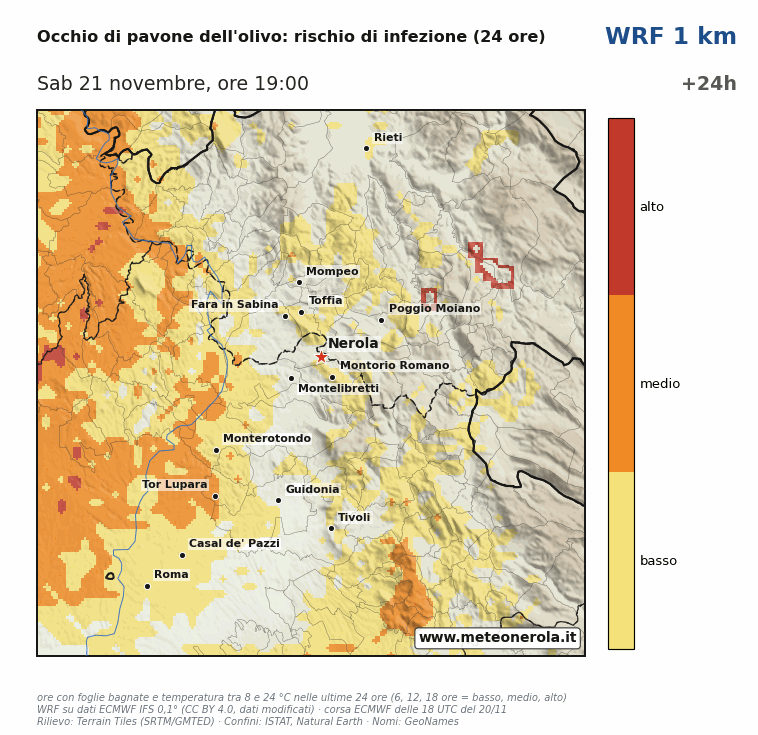 Occhio di pavone dell'olivo: rischio di infezione (24 ore)
WRF 1 km
Sab 21 novembre, ore 19:00
+24h
Rieti
alto
Mompeo
Fara in Sabina
Toffia
Poggio Moiano
Nerola
Montorio Romano
Montelibretti
medio
Monterotondo
Tor Lupara
Guidonia
Tivoli
Casal de' Pazzi
basso
Roma
www.meteonerola.it
ore con foglie bagnate e temperatura tra 8 e 24 °C nelle ultime 24 ore (6, 12, 18 ore = basso, medio, alto)
WRF su dati ECMWF IFS 0,1° (CC BY 4.0, dati modificati) · corsa ECMWF delle 18 UTC del 20/11
Rilievo: Terrain Tiles (SRTM/GMTED) · Confini: ISTAT, Natural Earth · Nomi: GeoNames